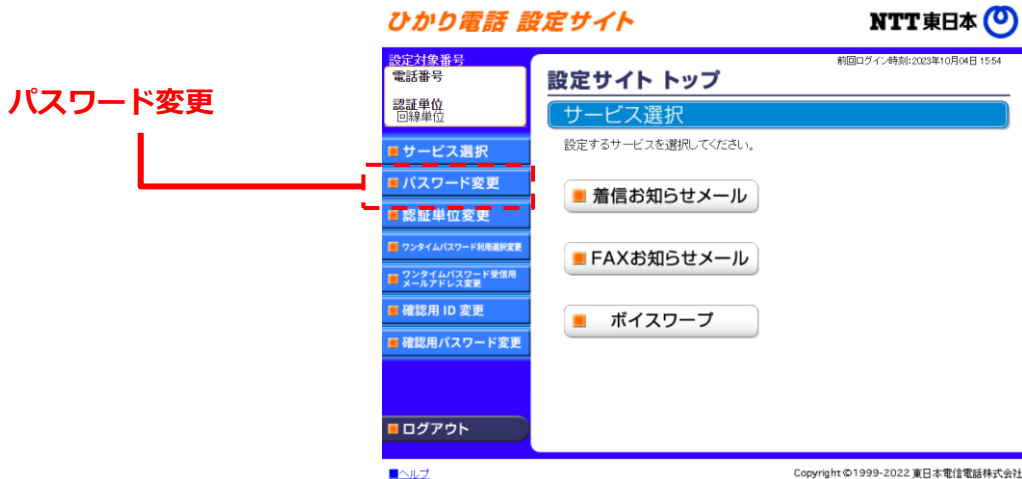 ひかり電話 設定サイト
NTT東日本
パスワード変更
設定対象番号
電話番号
認証単位
回線単位
サービス選択
パスワード変更
認証単位変更
ワンタイムパスワード利用選択変更
ワンタイムパスワード受信用
メールアドレス変更
確認用 ID 変更
確認用パスワード変更
ログアウト
前回ログイン時刻:2023年10月04日 15:54
設定サイト トップ
サービス選択
設定するサービスを選択してください。
着信お知らせメール
FAXお知らせメール
ボイスワープ
■ヘルプ
Copyright © 1999-2022 東日本電信電話株式会社